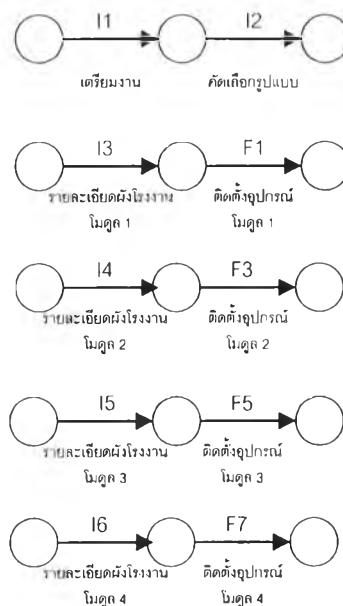 I1 I2
เตรียมงาน คัดเลือกรูปแบบ
I3 F1
รายละเอียดผังโรงงาน ติดตั้งอุปกรณ์
โมดูล 1 โมดูล 1
I4 F3
รายละเอียดผังโรงงาน ติดตั้งอุปกรณ์
โมดูล 2 โมดูล 2
I5 F5
รายละเอียดผังโรงงาน ติดตั้งอุปกรณ์
โมดูล 3 โมดูล 3
I6 F7
รายละเอียดผังโรงงาน ติดตั้งอุปกรณ์
โมดูล 4 โมดูล 4